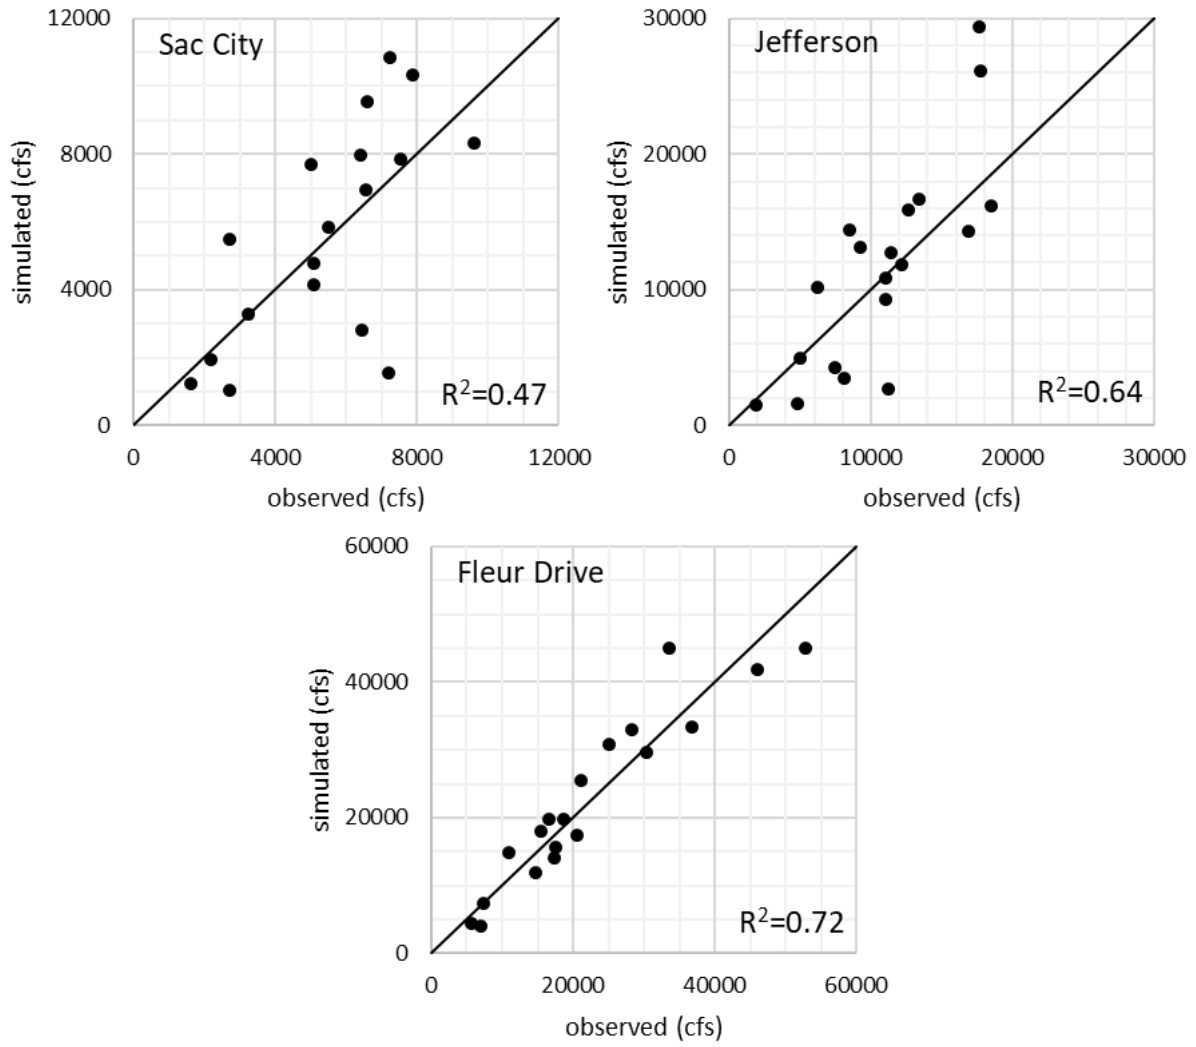 Sac City
12000
8000
4000
0
simulated (cfs)
R²=0.47
0 4000 8000 12000
observed (cfs)
Jefferson
30000
20000
10000
0
simulated (cfs)
R²=0.64
0 10000 20000 30000
observed (cfs)
Fleur Drive
60000
40000
20000
0
simulated (cfs)
R²=0.72
0 20000 40000 60000
observed (cfs)